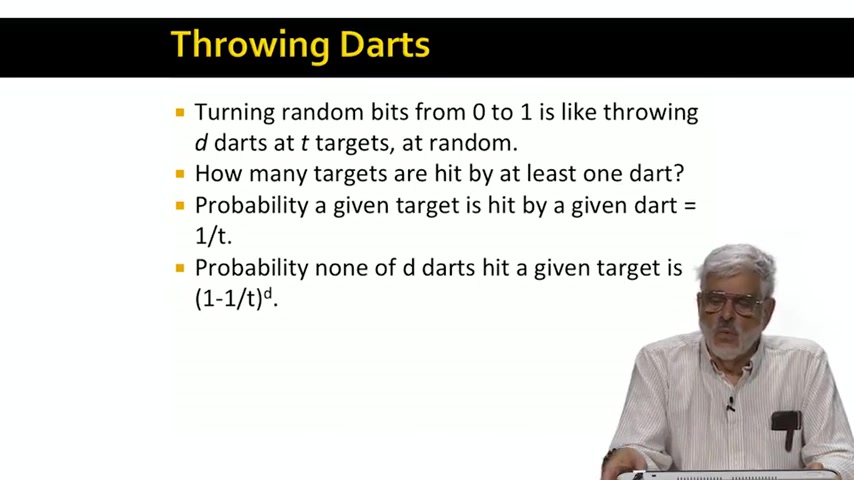 Throwing Darts
Turning random bits from 0 to 1 is like throwing
d darts at t targets, at random.
How many targets are hit by at least one dart?
Probability a given target is hit by a given dart =
1/t.
Probability none of d darts hit a given target is
(1-1/t)ᵈ.